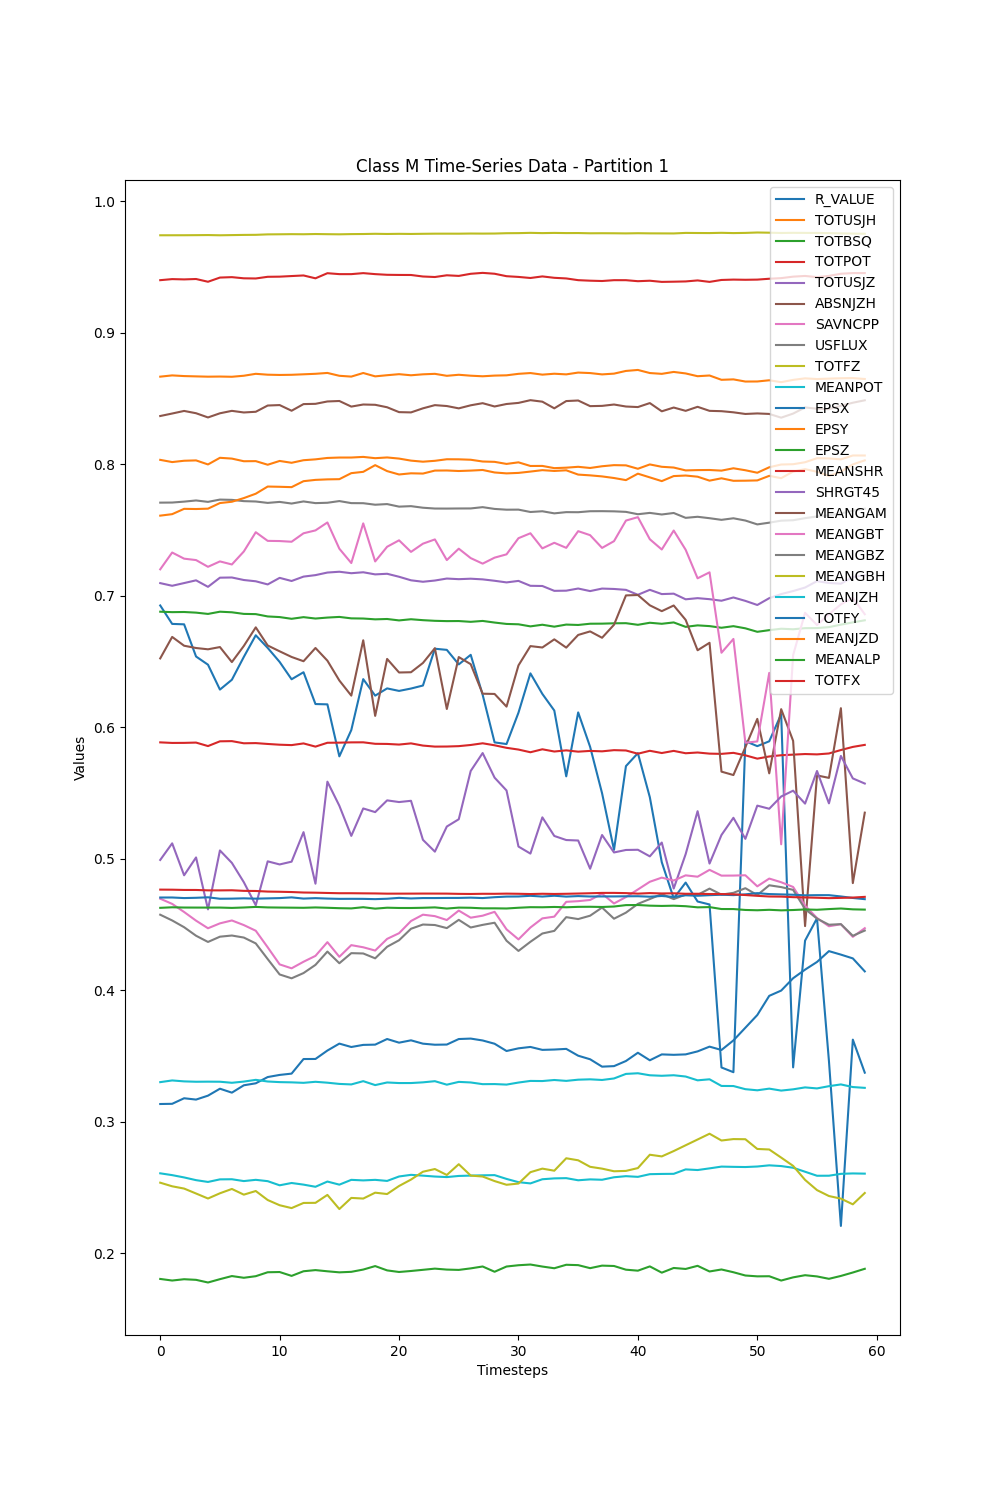 Class M Time-Series Data - Partition 1
1.0
0.9
0.8
0.7
0.6
0.5
0.4
0.3
0.2
Values
R_VALUE
TOTUSJH
TOTBSQ
TOTPOT
TOTUSJZ
ABSNJZH
SAVNCPP
USFLUX
TOTFZ
MEANPOT
EPSX
EPSY
EPSZ
MEANSHR
SHRGT45
MEANGAM
MEANGBT
MEANGBZ
MEANGBH
MEANJZH
TOTFY
MEANJZD
MEANALP
TOTFX
0 10 20 30 40 50 60
Timesteps